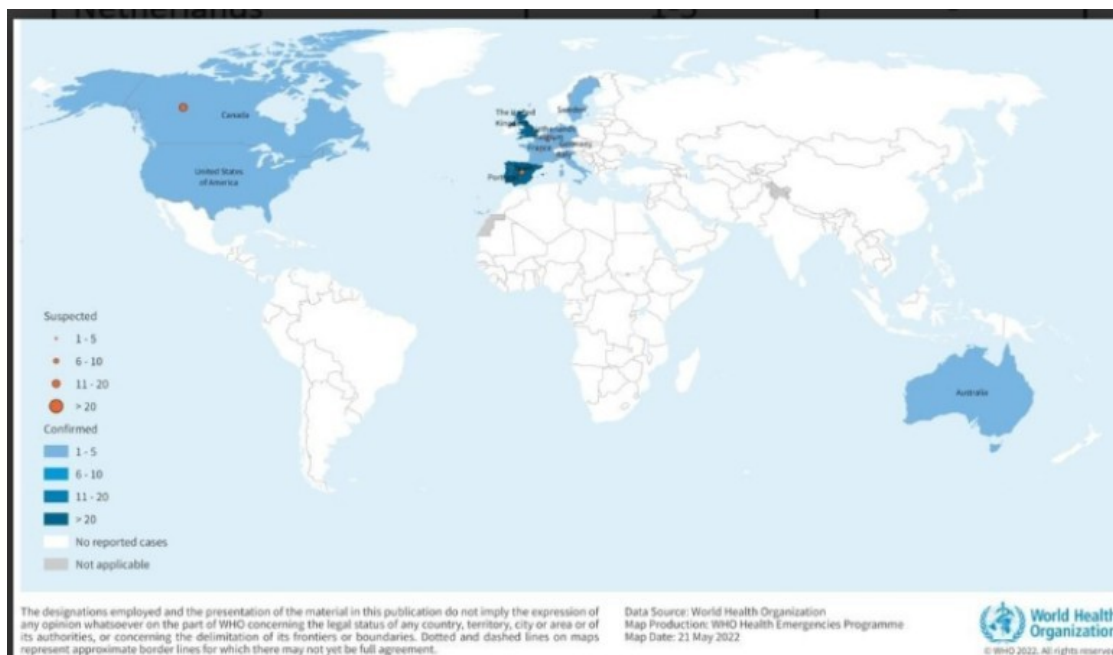 Netherlands
1-5
Canada
United States
of America
The United
Kingdom
Sweden
Netherlands
Belgium
Germany
France
Italy
Australia
Suspected
1 - 5
6 - 10
11 - 20
> 20
Confirmed
1 - 5
6 - 10
11 - 20
> 20
No reported cases
Not applicable
The designations employed and the presentation of the material in this publication do not imply the expression of
any opinion whatsoever on the part of WHO concerning the legal status of any country, territory, city or area or of
its authorities, or concerning the delimitation of its frontiers or boundaries. Dotted and dashed lines on maps
represent approximate border lines for which there may not yet be full agreement.
Data Source: World Health Organization
Map Production: WHO Health Emergencies Programme
Map Date: 21 May 2022
World Health
Organization
© WHO 2022. All rights reserved